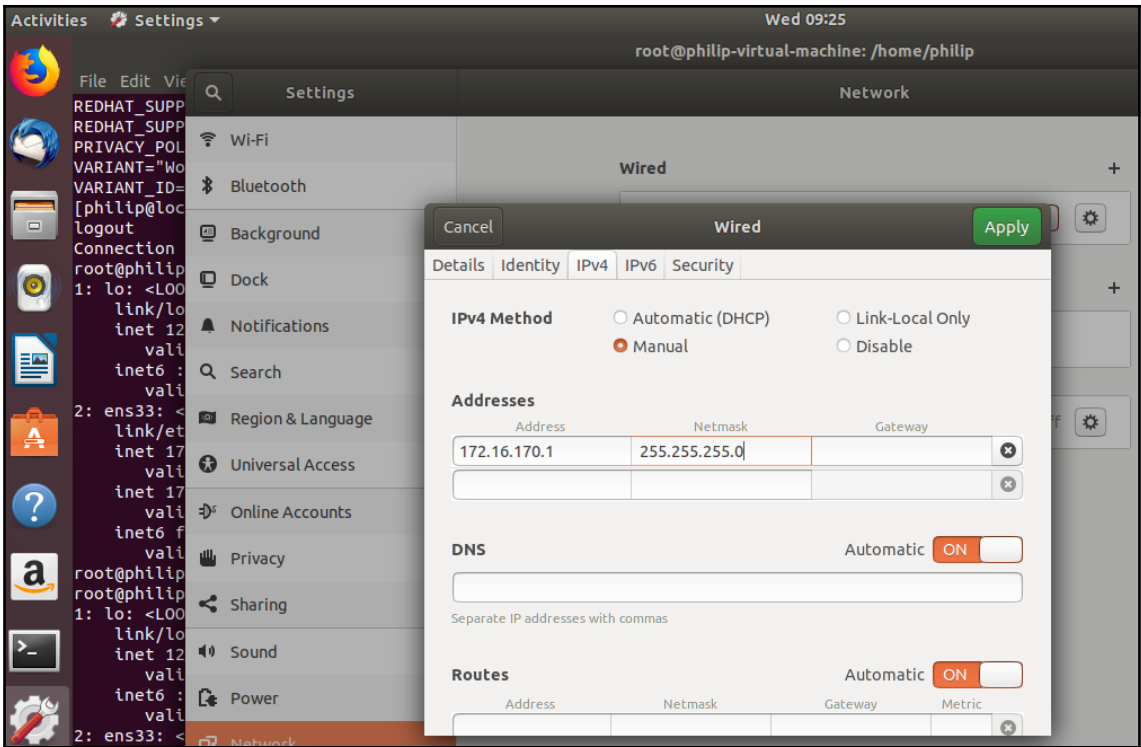 Activities Settings Wed 09:25
root@philip-virtual-machine: /home/philip
File Edit Vie
REDHAT_SUPP
REDHAT_SUPP
PRIVACY_POL
VARIANT="Wo
VARIANT_ID=
[philip@loc
logout
Connection
root@philip
1: lo: <LOO
link/lo
inet 12
vali
inet6 :
vali
2: ens33: <
link/et
inet 17
vali
inet 17
vali
inet6 f
vali
root@philip
root@philip
1: lo: <LOO
link/lo
inet 12
vali
inet6 :
vali
2: ens33: <
Settings
Wi-Fi
Bluetooth
Background
Dock
Notifications
Search
Region & Language
Universal Access
Online Accounts
Privacy
Sharing
Sound
Power
Network
Network
Wired +
+
Cancel Wired Apply
Details Identity IPv4 IPv6 Security
IPv4 Method Automatic (DHCP) Link-Local Only
Manual Disable
Addresses
Address Netmask Gateway
172.16.170.1 255.255.255.0
DNS Automatic ON
Separate IP addresses with commas
Routes Automatic ON
Address Netmask Gateway Metric